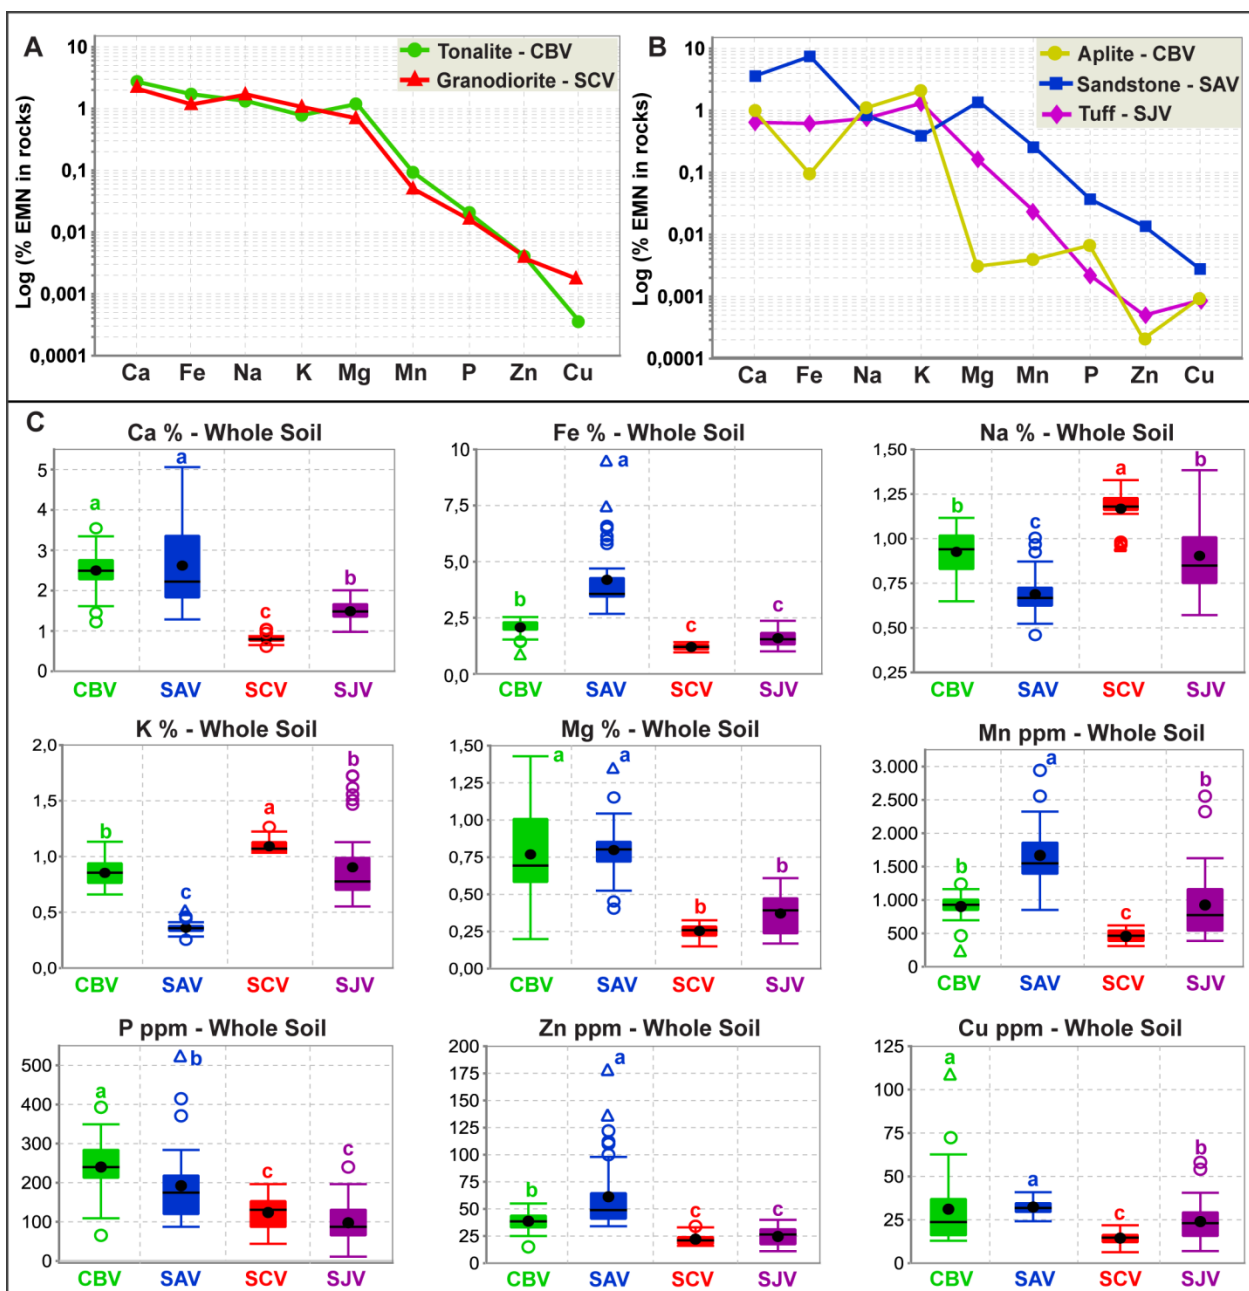 A
Tonalite - CBV
Granodiorite - SCV
Log (% EMN in rocks)
10
1
0,1
0,01
0,001
0,0001
Ca Fe Na K Mg Mn P Zn Cu
B
Aplite - CBV
Sandstone - SAV
Tuff - SJV
Log (% EMN in rocks)
10
1
0,1
0,01
0,001
0,0001
Ca Fe Na K Mg Mn P Zn Cu
C
Ca % - Whole Soil
5
4
3
2
1
0
a a c b
CBV SAV SCV SJV
Fe % - Whole Soil
10
7.5
5.0
2.5
0,0
b a c c
CBV SAV SCV SJV
Na % - Whole Soil
1,50
1,25
1,00
0,75
0,50
0,25
b c a b
CBV SAV SCV SJV
K % - Whole Soil
2,0
1,5
1,0
0,5
0,0
b c a b
CBV SAV SCV SJV
Mg % - Whole Soil
1,50
1,25
1,00
0,75
0,50
0,25
0,00
a a b b
CBV SAV SCV SJV
Mn ppm - Whole Soil
3.000
2.500
2.000
1.500
1.000
500
0
b a c b
CBV SAV SCV SJV
P ppm - Whole Soil
500
400
300
200
100
0
a b c c
CBV SAV SCV SJV
Zn ppm - Whole Soil
200
175
150
125
100
75
50
25
0
b a c c
CBV SAV SCV SJV
Cu ppm - Whole Soil
125
100
75
50
25
0
a a c b
CBV SAV SCV SJV